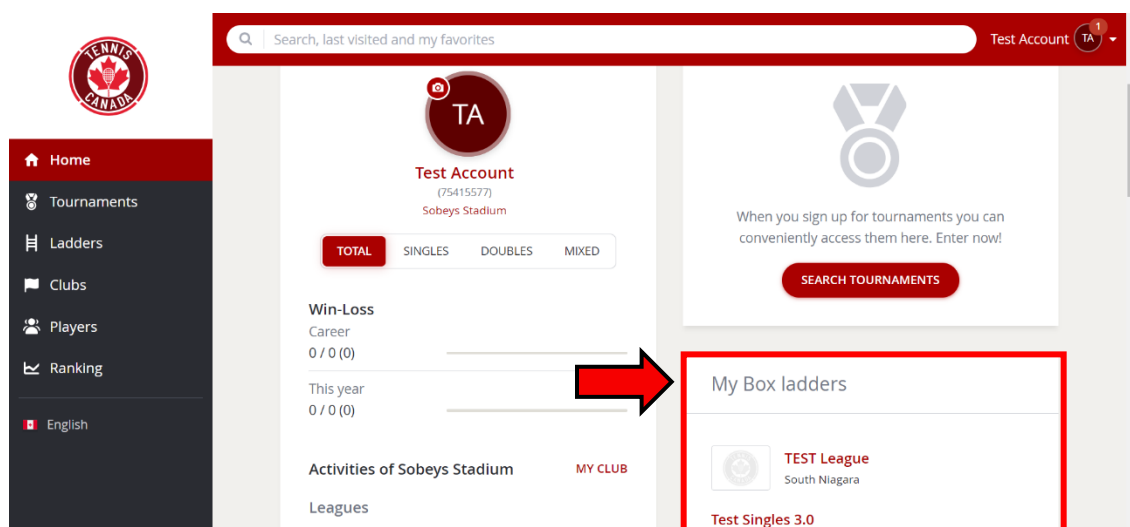 TENNIS
CANADA
Home
Tournaments
Ladders
Clubs
Players
Ranking
English
Search, last visited and my favorites
Test Account TA 1
TA
Test Account
(75415577)
Sobeys Stadium
TOTAL SINGLES DOUBLES MIXED
Win-Loss
Career
0 / 0 (0)
This year
0 / 0 (0)
Activities of Sobeys Stadium MY CLUB
Leagues
When you sign up for tournaments you can
conveniently access them here. Enter now!
SEARCH TOURNAMENTS
My Box ladders
TEST League
South Niagara
Test Singles 3.0